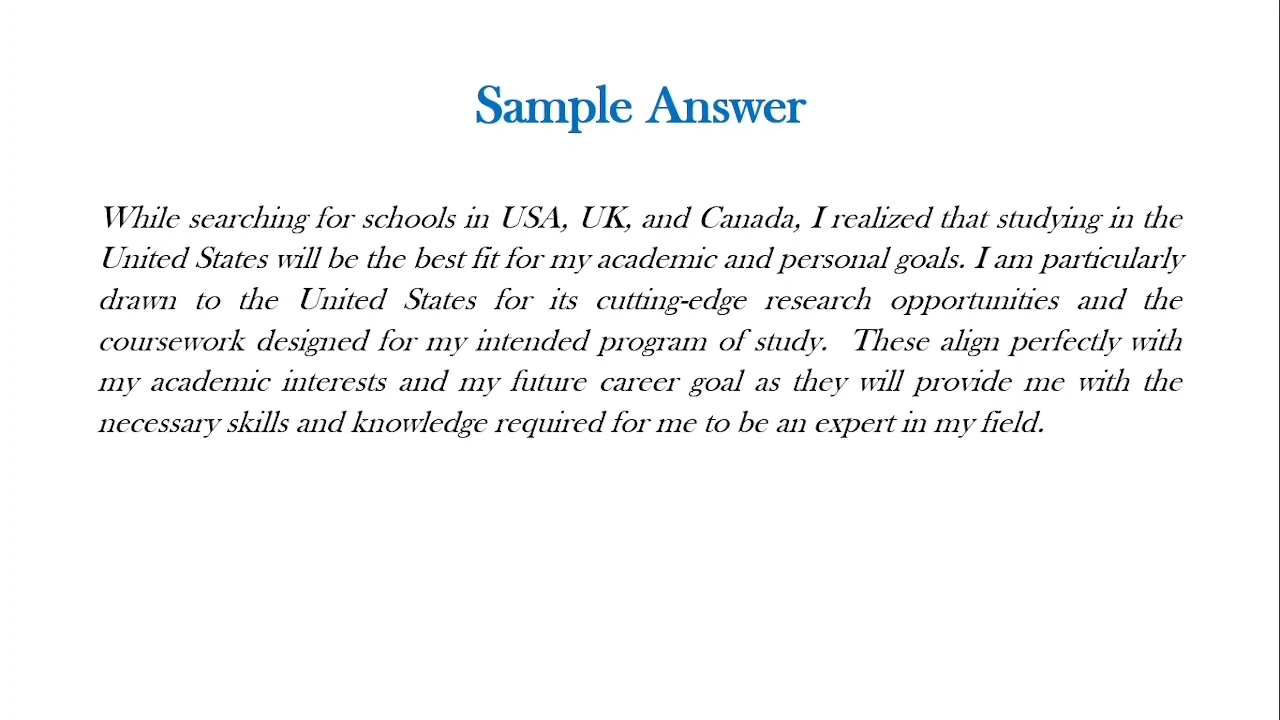 Sample Answer
While searching for schools in USA, UK, and Canada, I realized that studying in the
United States will be the best fit for my academic and personal goals. I am particularly
drawn to the United States for its cutting-edge research opportunities and the
coursework designed for my intended program of study.  These align perfectly with
my academic interests and my future career goal as they will provide me with the
necessary skills and knowledge required for me to be an expert in my field.